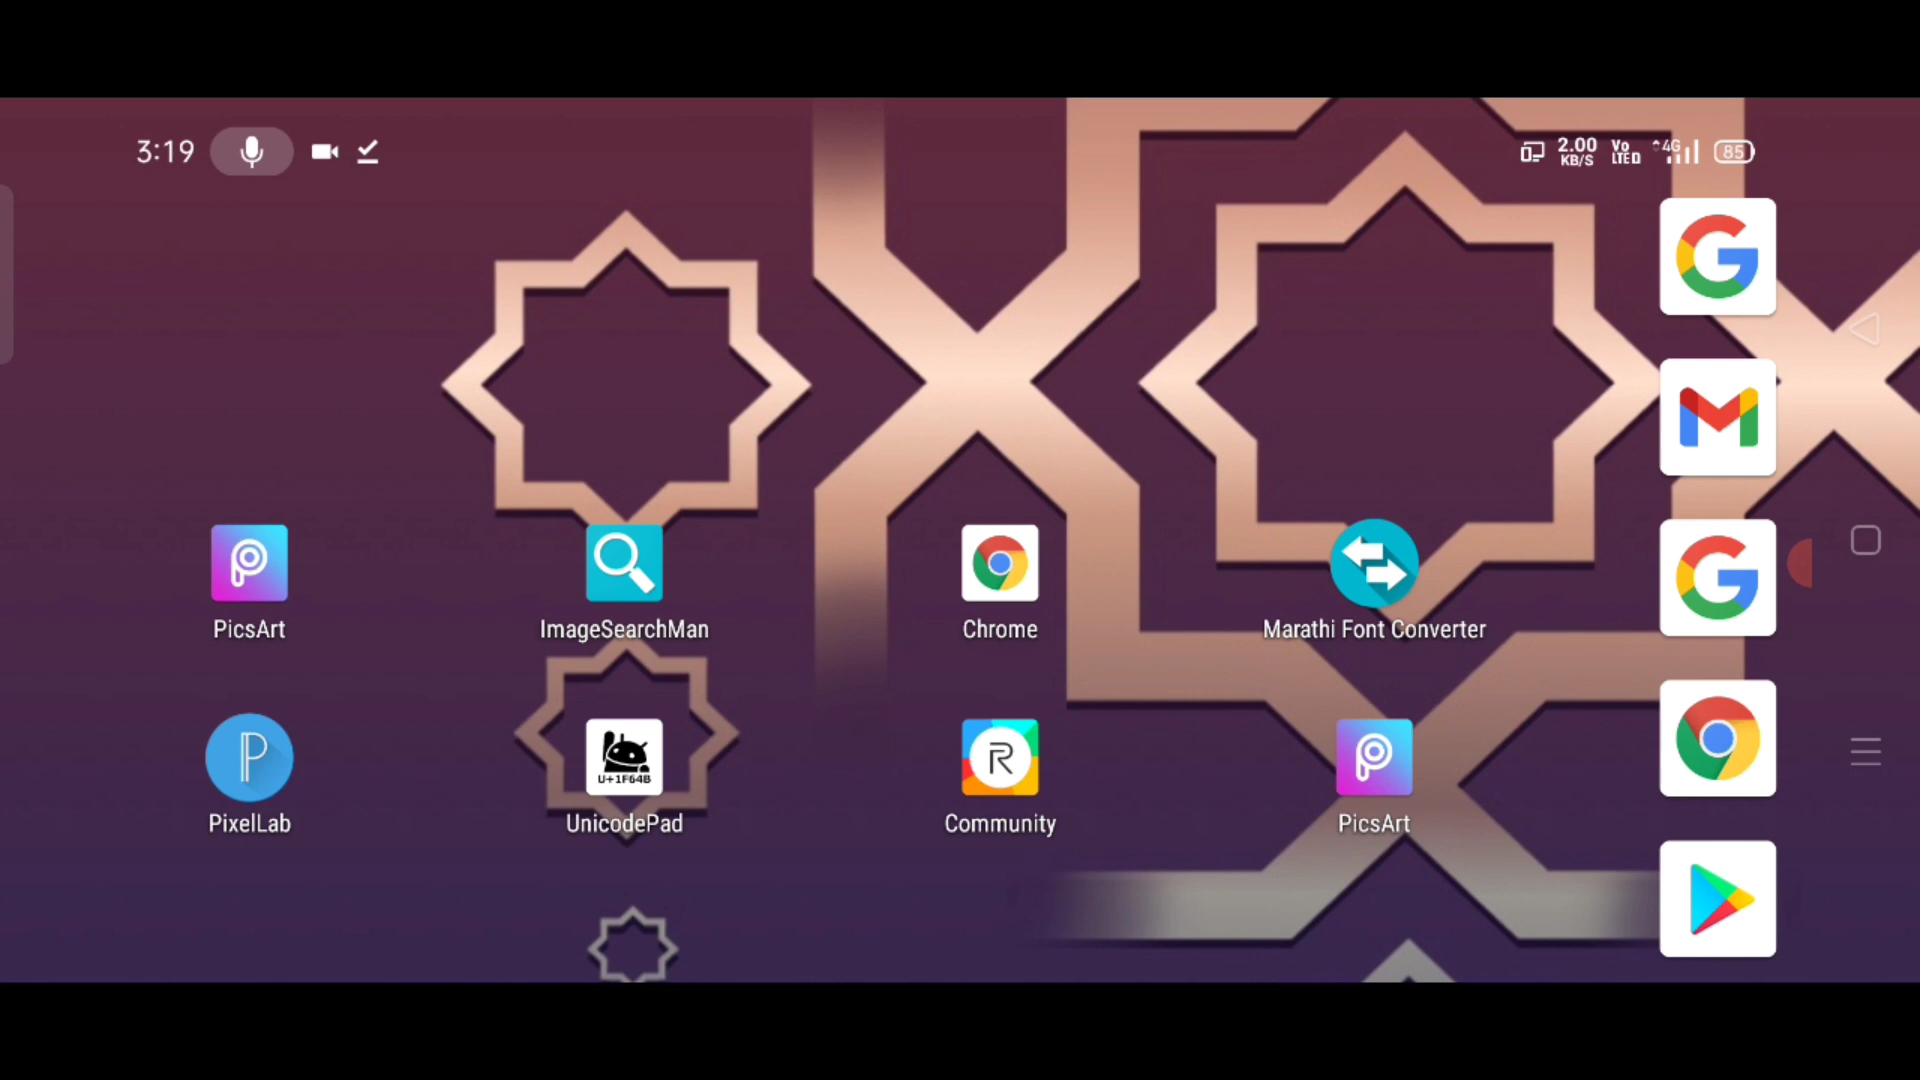 3:19
2.00
KB/S
Vo
LTE D
4G
85
PicsArt
ImageSearchMan
Chrome
Marathi Font Converter
U+1F64B
PixelLab
UnicodePad
Community
PicsArt